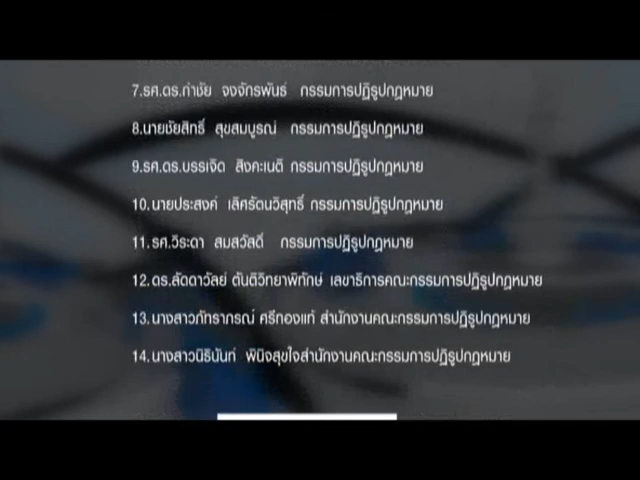 7.รศ.ดร.กำชัย จงจักรพันธ์ กรรมการปฏิรูปกฎหมาย
8.นายชัยสิทธิ์ สุขสมบูรณ์ กรรมการปฏิรูปกฎหมาย
9.รศ.ดร.บรรเจิด สิงคะเนติ กรรมการปฏิรูปกฎหมาย
10.นายประสงค์ เลิศรัตนวิสุทธิ์ กรรมการปฏิรูปกฎหมาย
11.รศ.วิระดา สมสวัสดิ์ กรรมการปฏิรูปกฎหมาย
12.ดร.ลัดดาวัลย์ ตันติวิทยาพิทักษ์ เลขาธิการคณะกรรมการปฏิรูปกฎหมาย
13.นางสาวภัทราภรณ์ ศรีทองแท้ สำนักงานคณะกรรมการปฏิรูปกฎหมาย
14.นางสาวนิธินันท์ พินิจสุขใจสำนักงานคณะกรรมการปฏิรูปกฎหมาย